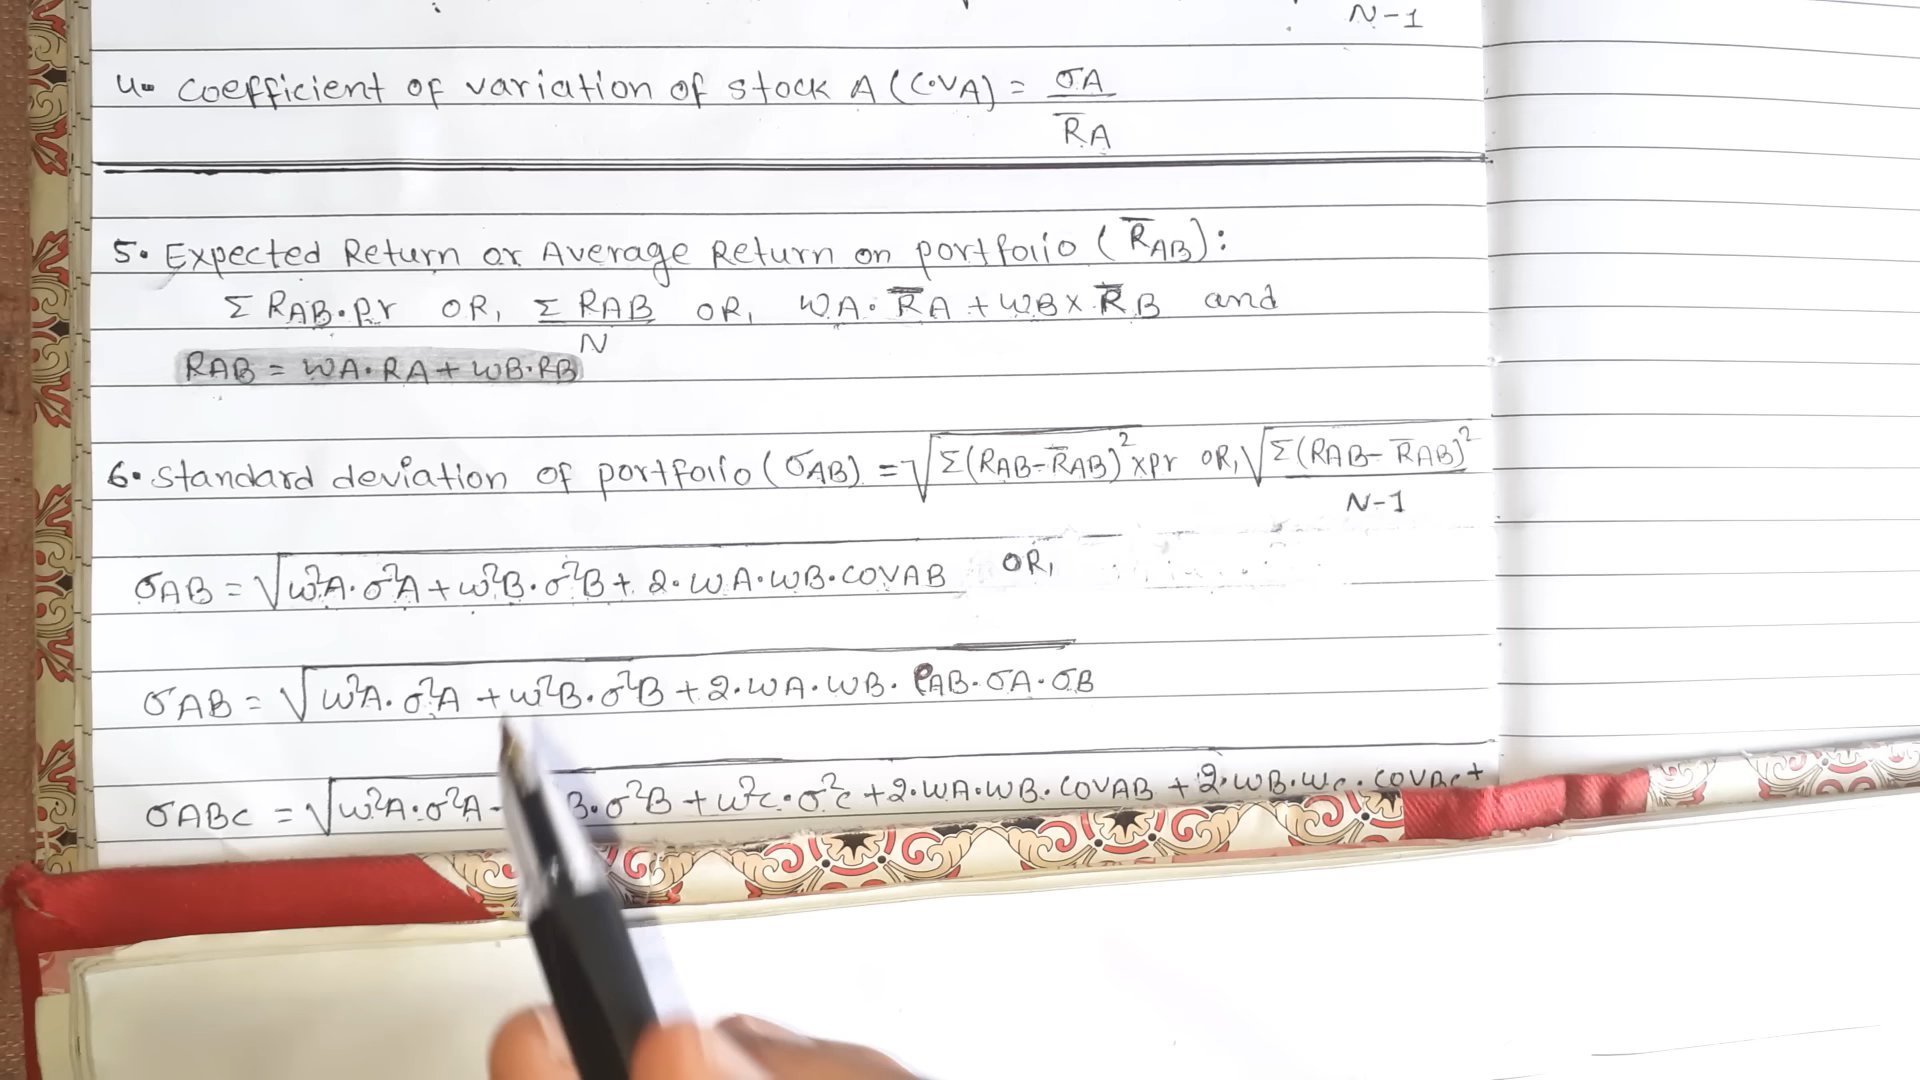 N-1
4. Coefficient of variation of stock A (C.VA) = σA / R̅A
5. Expected Return or Average Return on portfolio (R̅AB):
Σ RAB.Pr OR, Σ RAB / N OR, WA. R̅A + WB x R̅B and
RAB = WA.RA + WB.RB
6. Standard deviation of portfolio (σAB) = √Σ(RAB-R̅AB)² xPr OR, √Σ(RAB- R̅AB)² / N-1
σAB = √w²A.σ²A + w²B.σ²B + 2.WA.WB.COVAB OR,
σAB = √w²A.σ²A + w²B.σ²B + 2.WA.WB. ρAB.σA.σB
σABC = √w²A.σ²A B.σ²B + w²c.σ²c + 2.WA.WB.COVAB + 2.WB.Wc.COVBC+